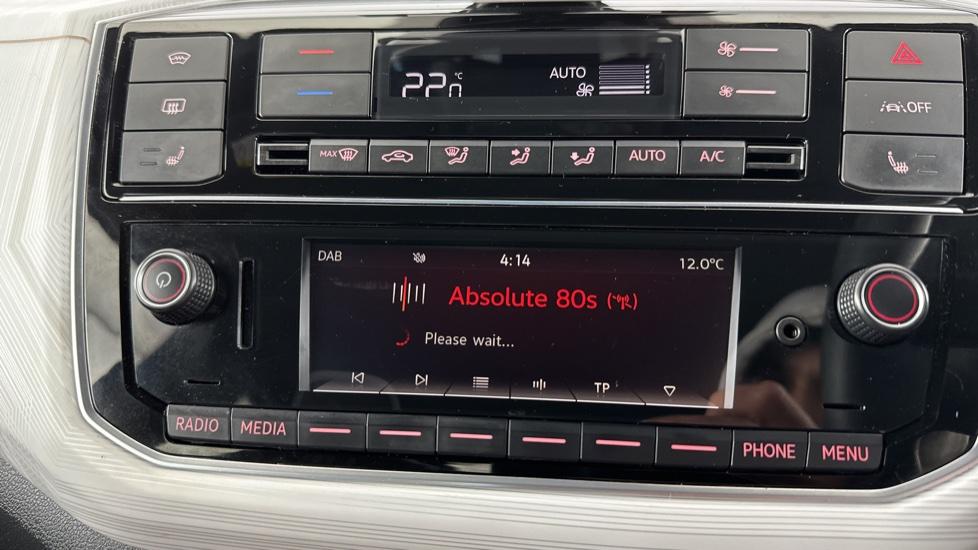 22°C
AUTO
OFF
MAX
AUTO
A/C
DAB
4:14
12.0°C
Absolute 80s
Please wait...
TP
RADIO
MEDIA
PHONE
MENU